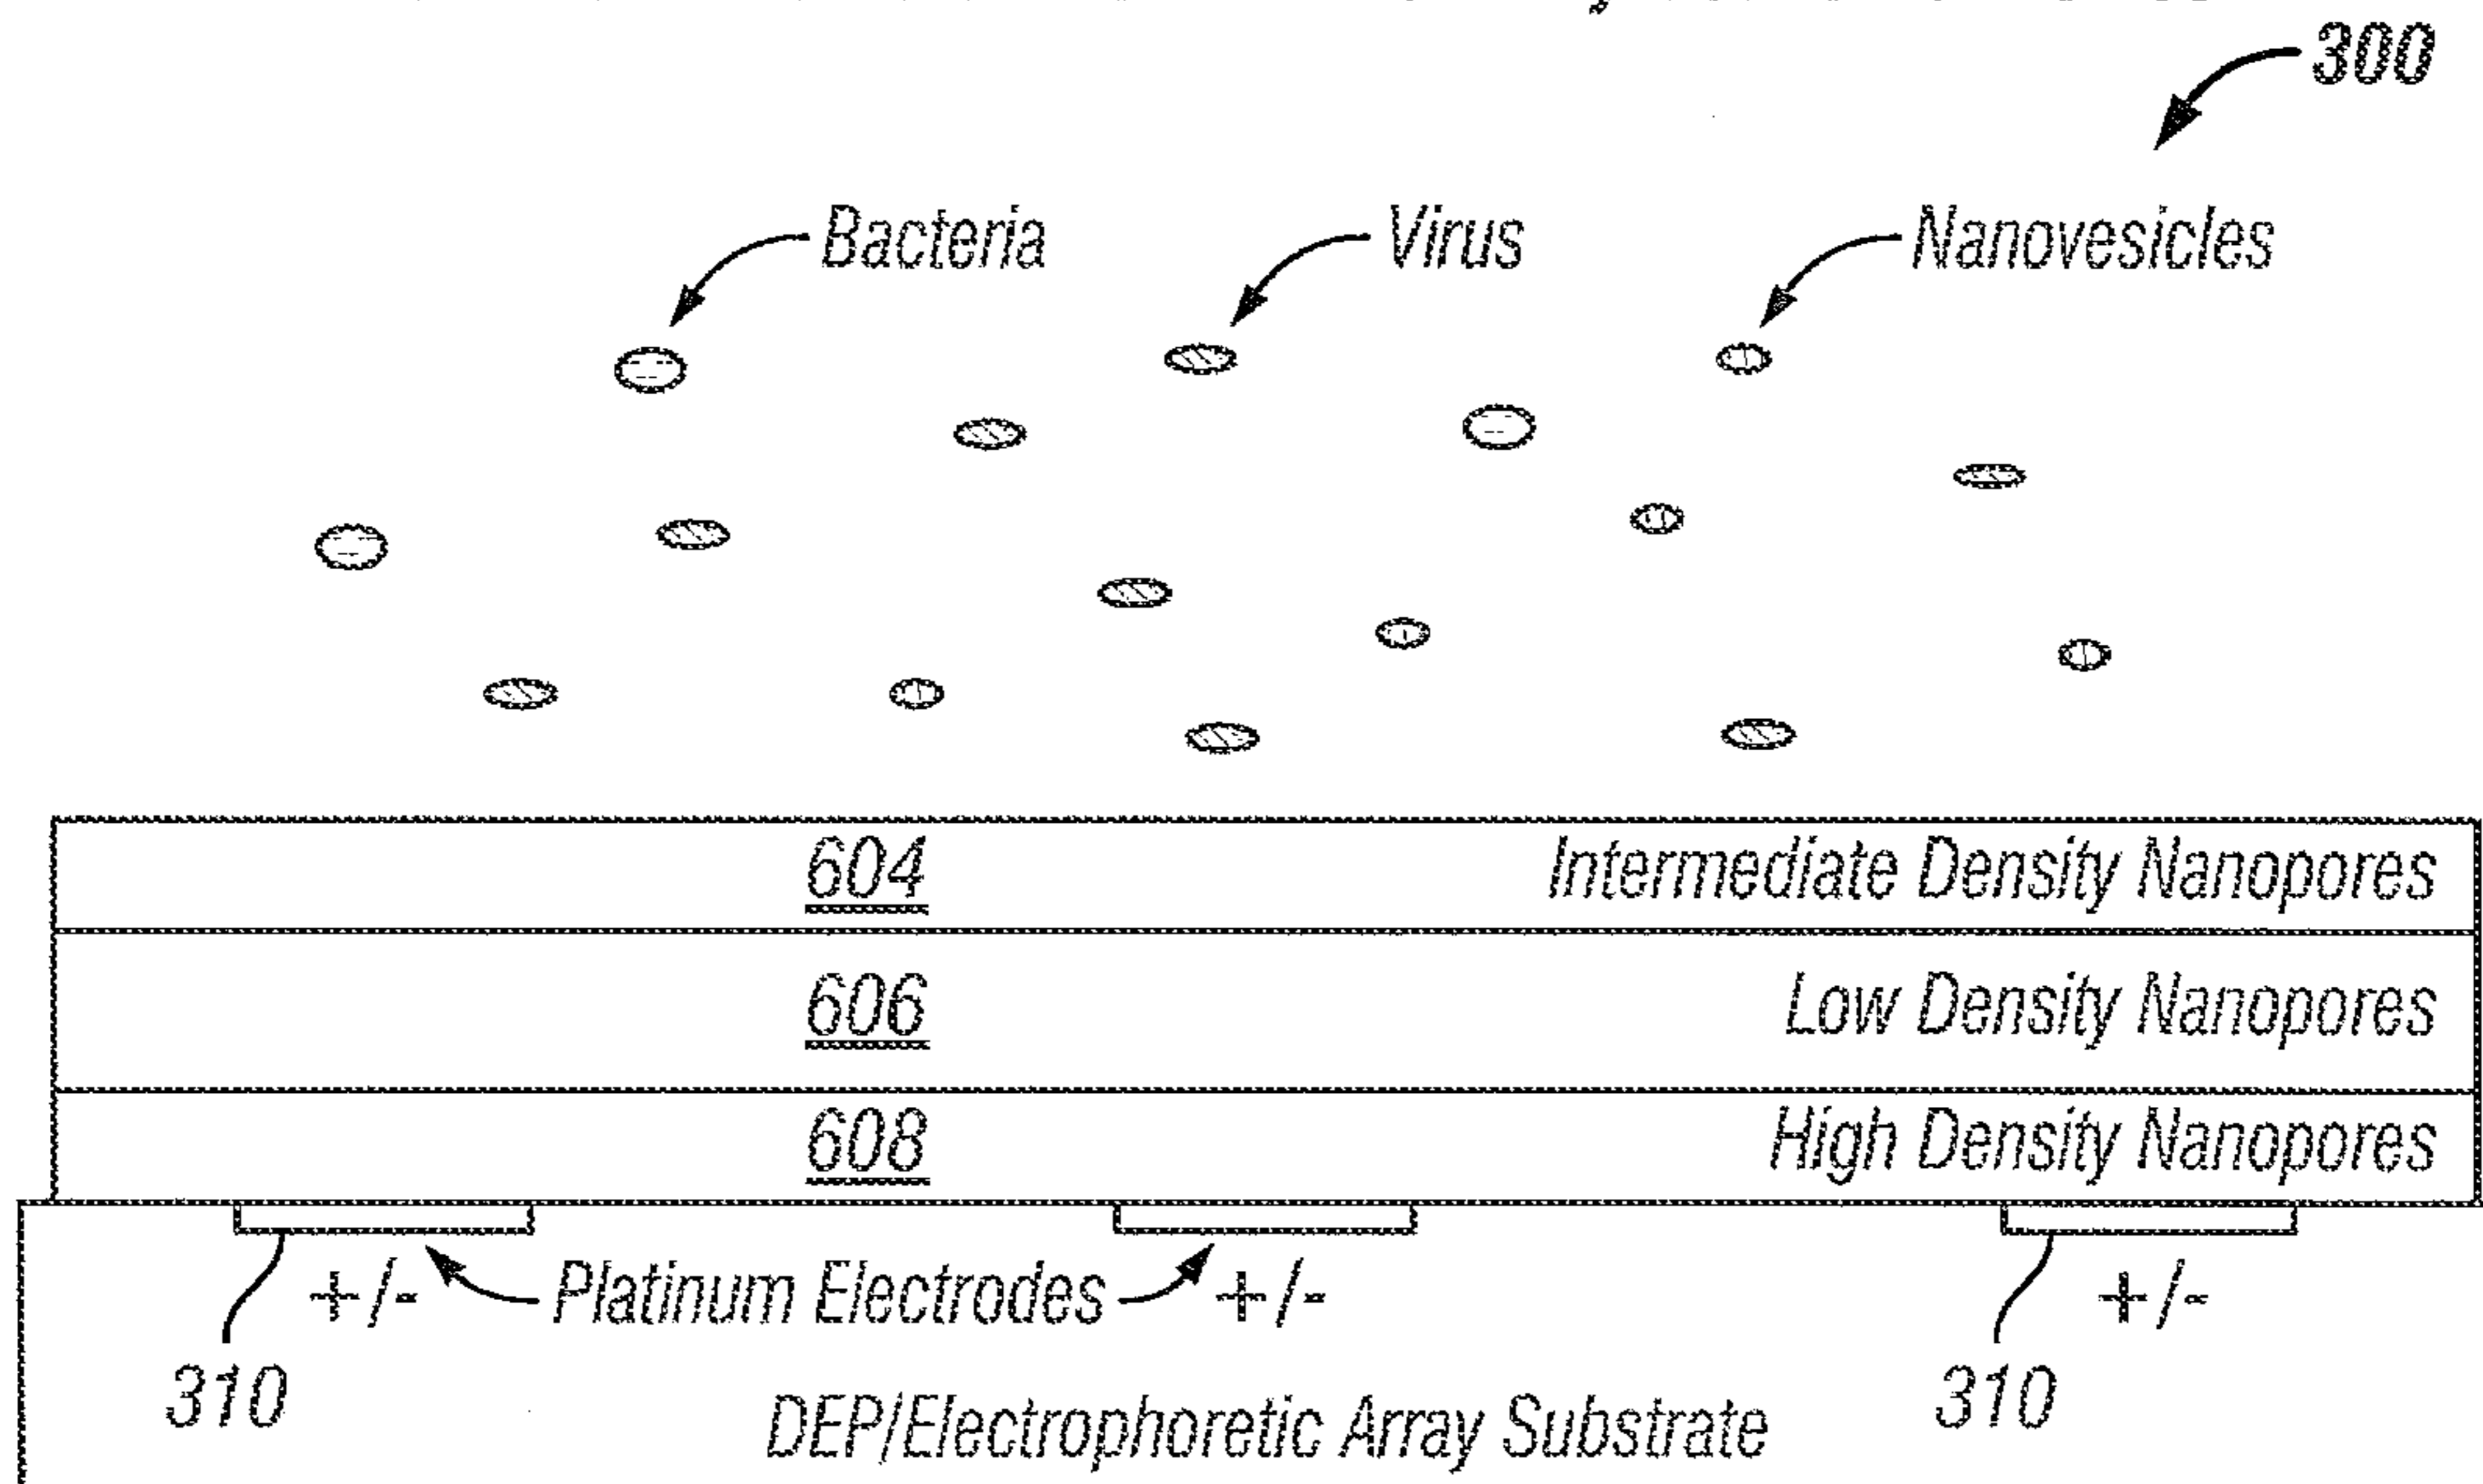 300
Bacteria
Virus
Nanovesicles
604 Intermediate Density Nanopores
606 Low Density Nanopores
608 High Density Nanopores
+/- Platinum Electrodes +/- +/-
310 310
DEP/Electrophoretic Array Substrate